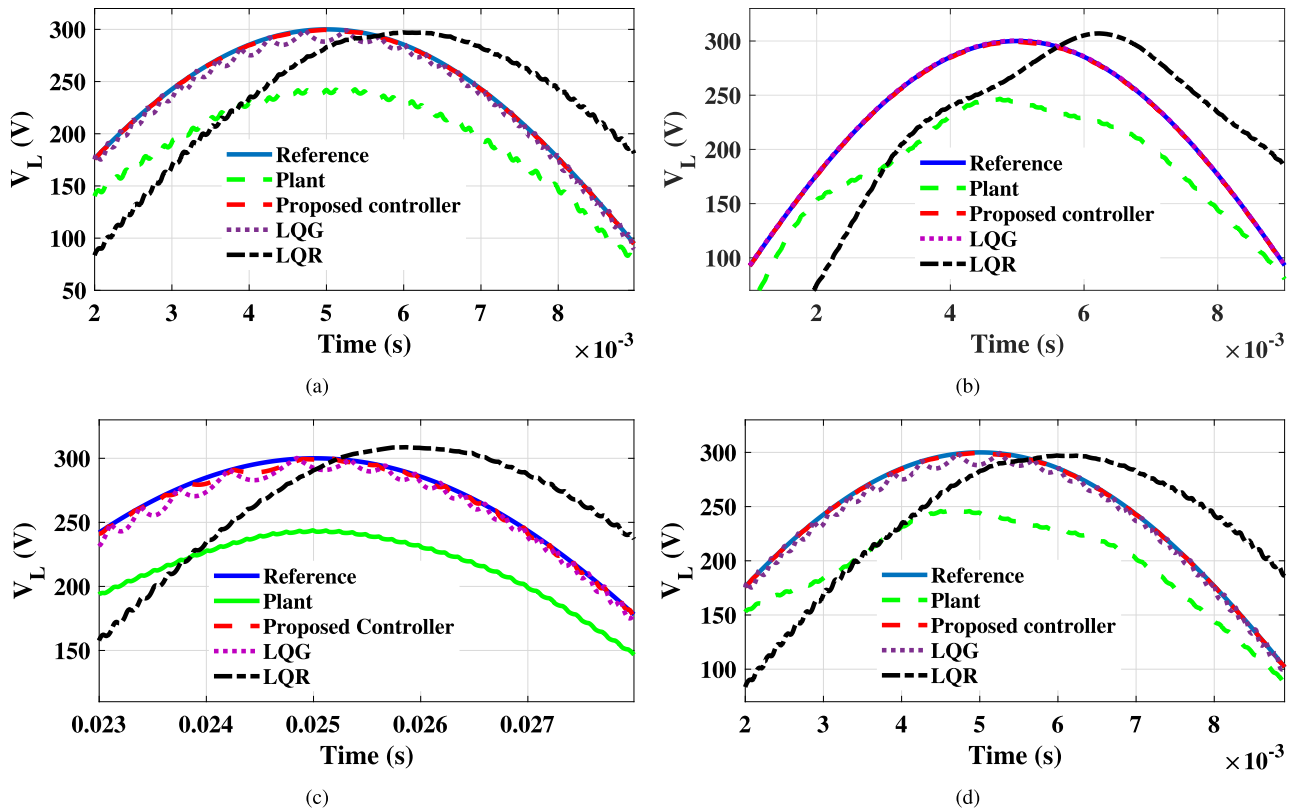 300
250
200
150
100
50
V_L (V)
Reference
Plant
Proposed controller
LQG
LQR
2 3 4 5 6 7 8
Time (s)
×10^-3
(a)
300
250
200
150
100
V_L (V)
Reference
Plant
Proposed controller
LQG
LQR
2 4 6 8
Time (s)
×10^-3
(b)
300
250
200
150
V_L (V)
Reference
Plant
Proposed Controller
LQG
LQR
0.023 0.024 0.025 0.026 0.027
Time (s)
(c)
300
250
200
150
100
V_L (V)
Reference
Plant
Proposed controller
LQG
LQR
2 3 4 5 6 7 8
Time (s)
×10^-3
(d)